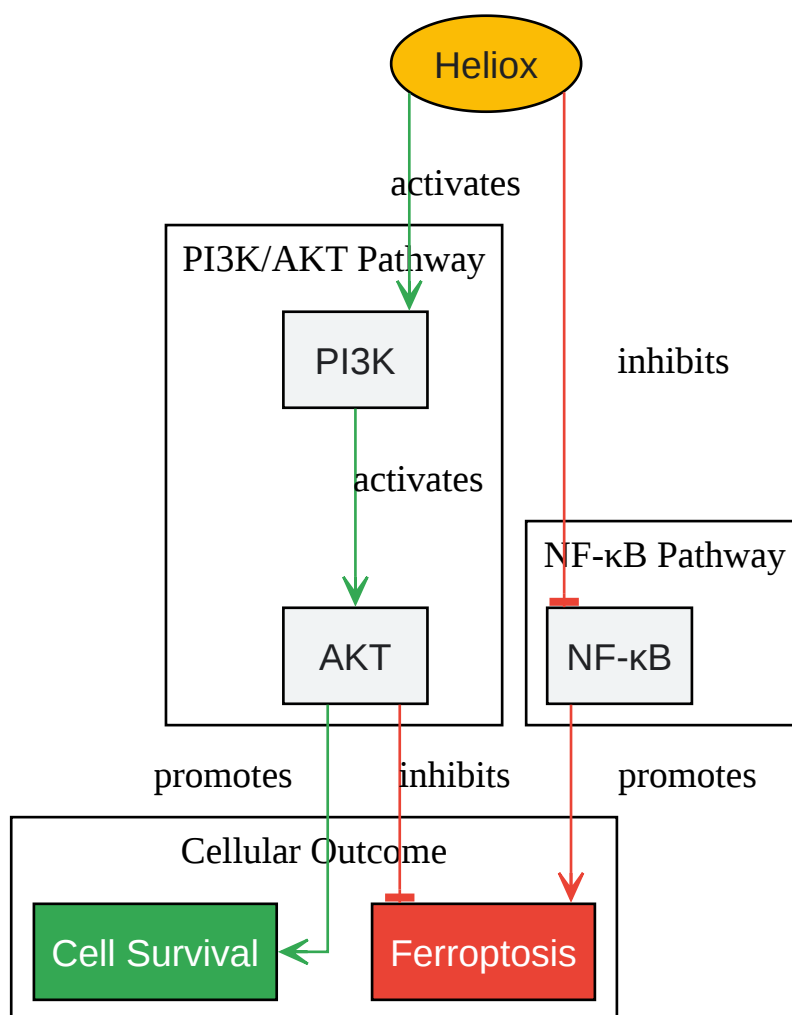 Heliox
activates
PI3K/AKT Pathway
PI3K
inhibits
activates
NF-κB Pathway
AKT
NF-κB
promotes
inhibits
promotes
Cellular Outcome
Cell Survival
Ferroptosis